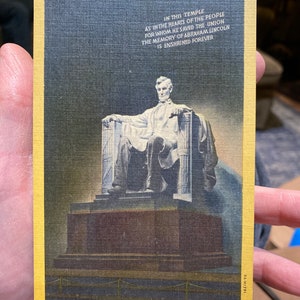 IN THIS TEMPLE
AS IN THE HEARTS OF THE PEOPLE
FOR WHOM HE SAVED THE UNION
THE MEMORY OF ABRAHAM LINCOLN
IS ENSHRINED FOREVER